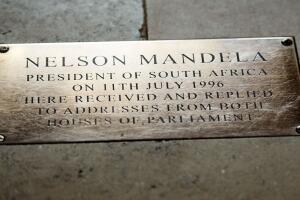 NELSON MANDELA
PRESIDENT OF SOUTH AFRICA
ON 11TH JULY 1996
HERE RECEIVED AND REPLIED
TO ADDRESSES FROM BOTH
HOUSES OF PARLIAMENT